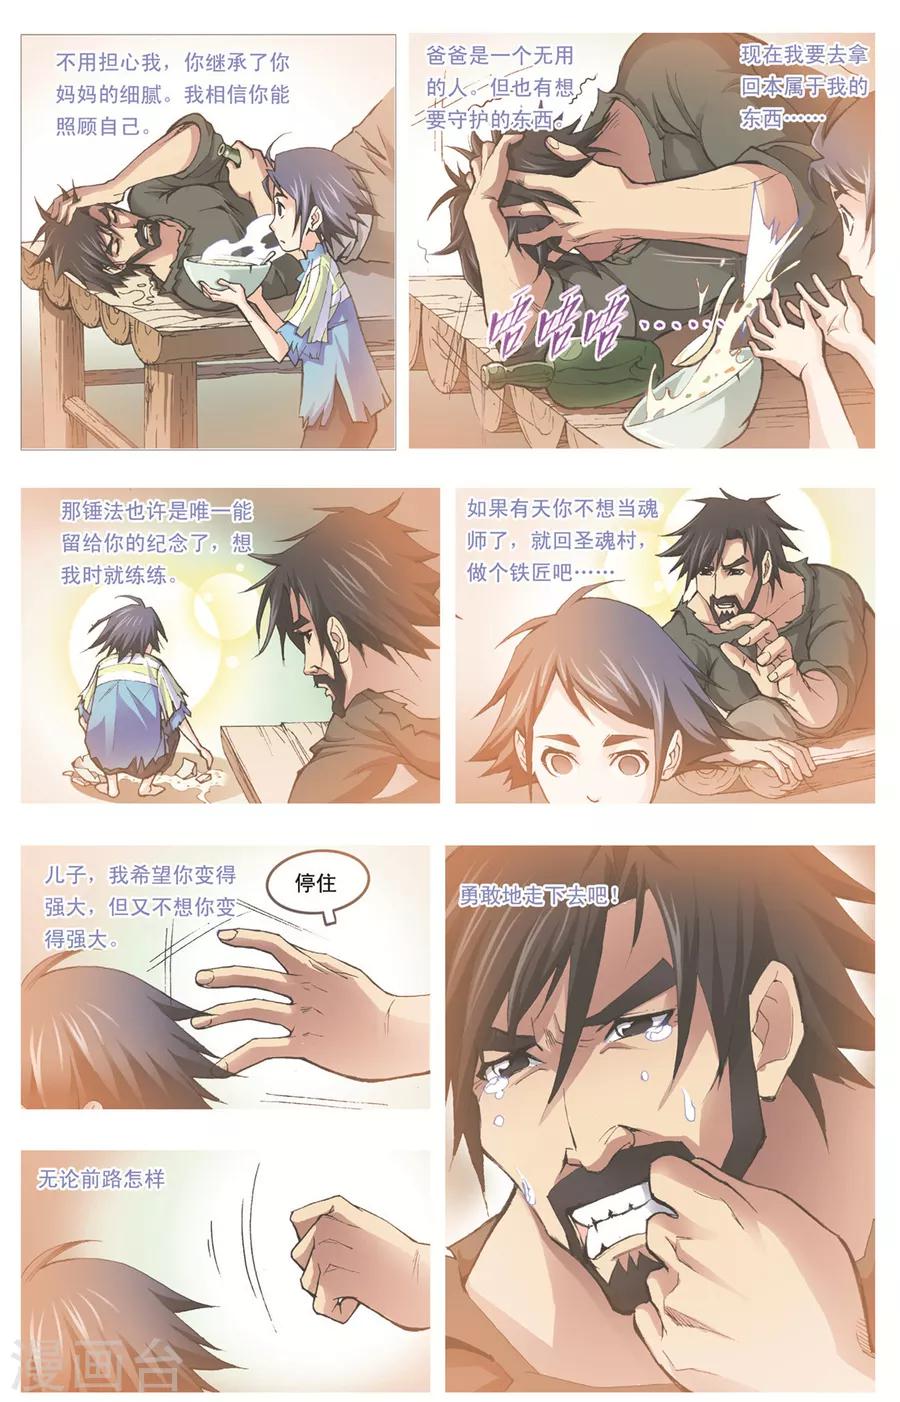 不用担心我，你继承了你
妈妈的细腻。我相信你能
照顾自己。
爸爸是一个无用
的人。但也有想
要守护的东西。
现在我要去拿
回本属于我的
东西……
唔唔唔……
那锤法也许是唯一能
留给你的纪念了，想
我时就练练。
如果有天你不想当魂
师了，就回圣魂村，
做个铁匠吧……
儿子，我希望你变得
强大，但又不想你变
得强大。
停住
勇敢地走下去吧！
无论前路怎样
漫画台